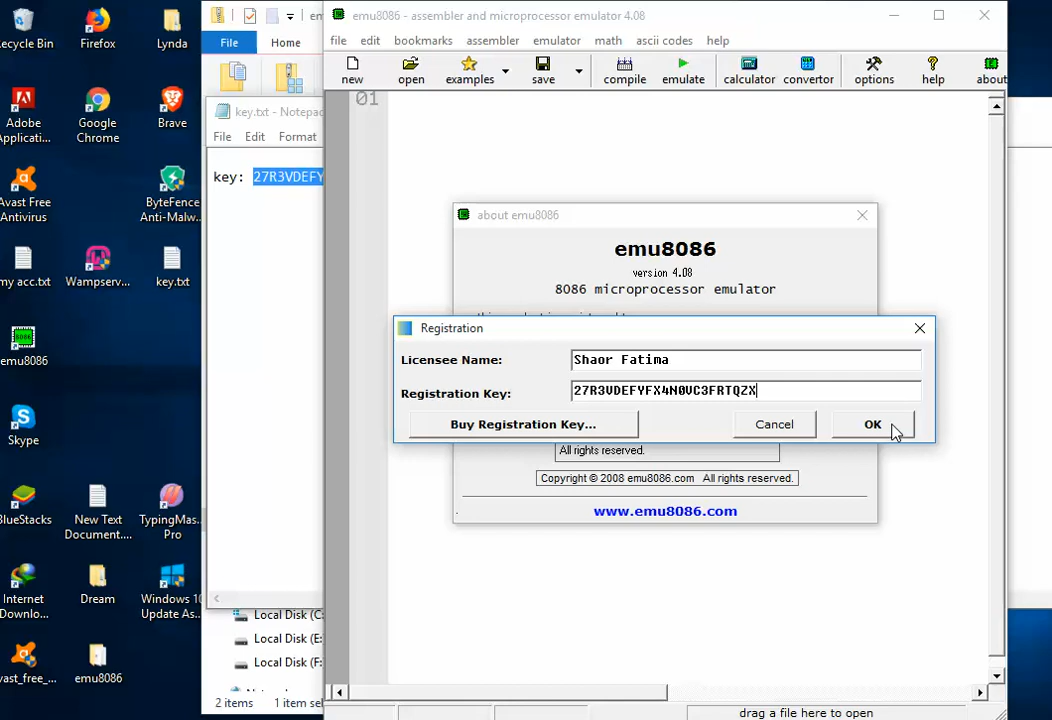 Recycle Bin
Firefox
Lynda
Adobe
Applicati...
Google
Chrome
Brave
Avast Free
Antivirus
ByteFence
Anti-Malw...
my acc.txt
Wampserv...
key.txt
emu8086
Skype
BlueStacks
New Text
Document....
TypingMas...
Pro
Internet
Downlo...
Dream
Windows 10
Update As...
avast_free_...
emu8086
File
Home
key.txt - Notepad
File Edit Format
key: 27R3VDEFY
Local Disk (C:
Local Disk (E:
Local Disk (F:
2 items 1 item sel
emu8086 - assembler and microprocessor emulator 4.08
file edit bookmarks assembler emulator math ascii codes help
new open examples save compile emulate calculator convertor options help about
01
about emu8086
emu8086
version 4.08
8086 microprocessor emulator
Registration
Licensee Name: Shaor Fatima
Registration Key: 27R3VDEFYFX4N0VC3FRTQZX
Buy Registration Key... Cancel OK
All rights reserved.
Copyright © 2008 emu8086.com All rights reserved.
www.emu8086.com
drag a file here to open